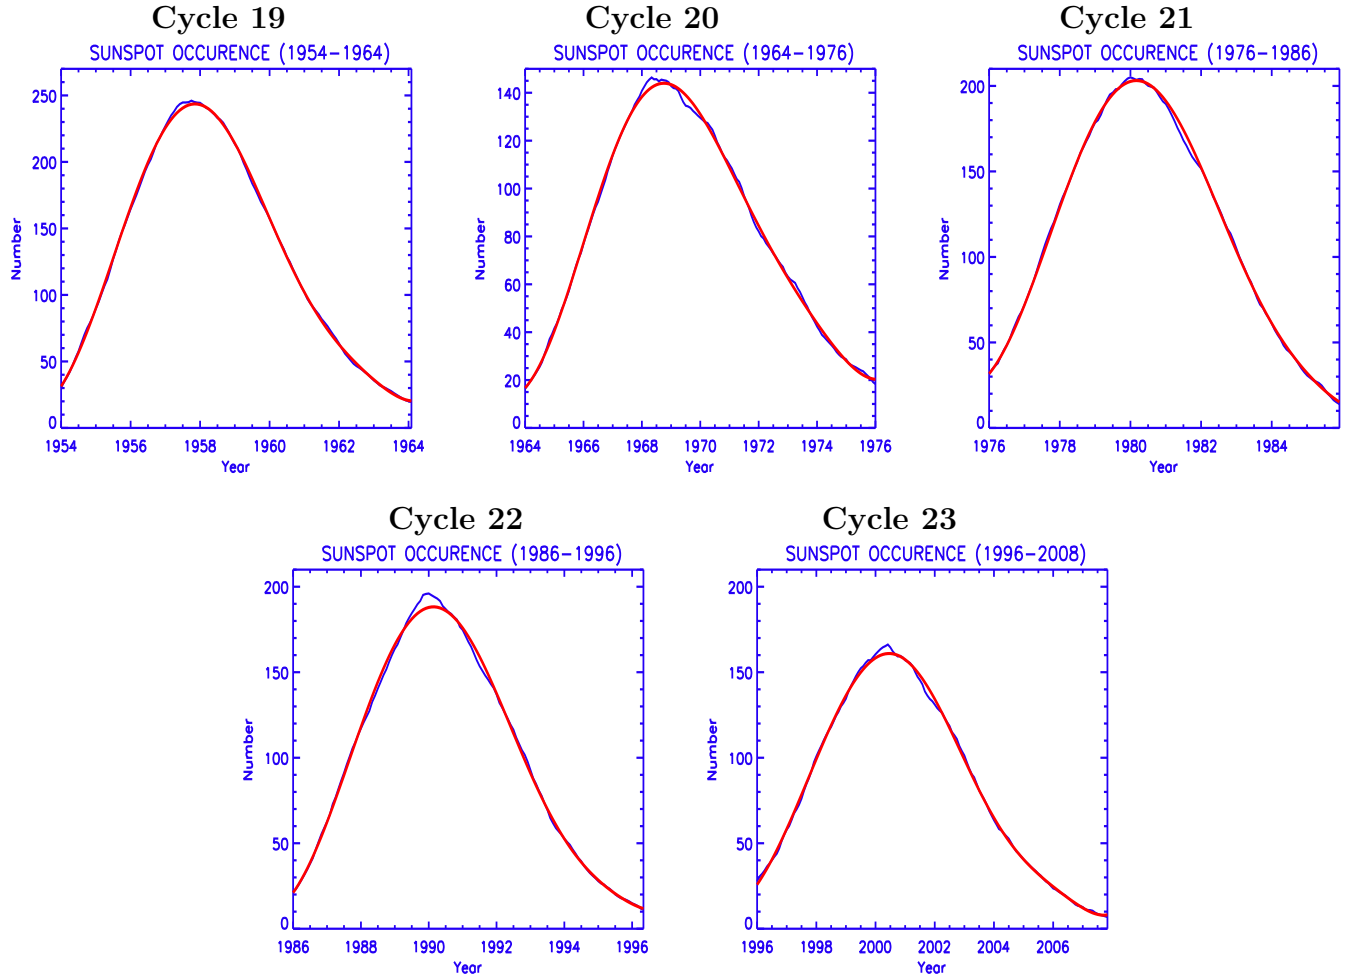 Cycle 19
SUNSPOT OCCURENCE (1954-1964)
250
200
150
100
50
0
Number
1954 1956 1958 1960 1962 1964
Year
Cycle 20
SUNSPOT OCCURENCE (1964-1976)
140
120
100
80
60
40
20
0
Number
1964 1966 1968 1970 1972 1974 1976
Year
Cycle 21
SUNSPOT OCCURENCE (1976-1986)
200
150
100
50
0
Number
1976 1978 1980 1982 1984
Year
Cycle 22
SUNSPOT OCCURENCE (1986-1996)
200
150
100
50
0
Number
1986 1988 1990 1992 1994 1996
Year
Cycle 23
SUNSPOT OCCURENCE (1996-2008)
200
150
100
50
0
Number
1996 1998 2000 2002 2004 2006
Year